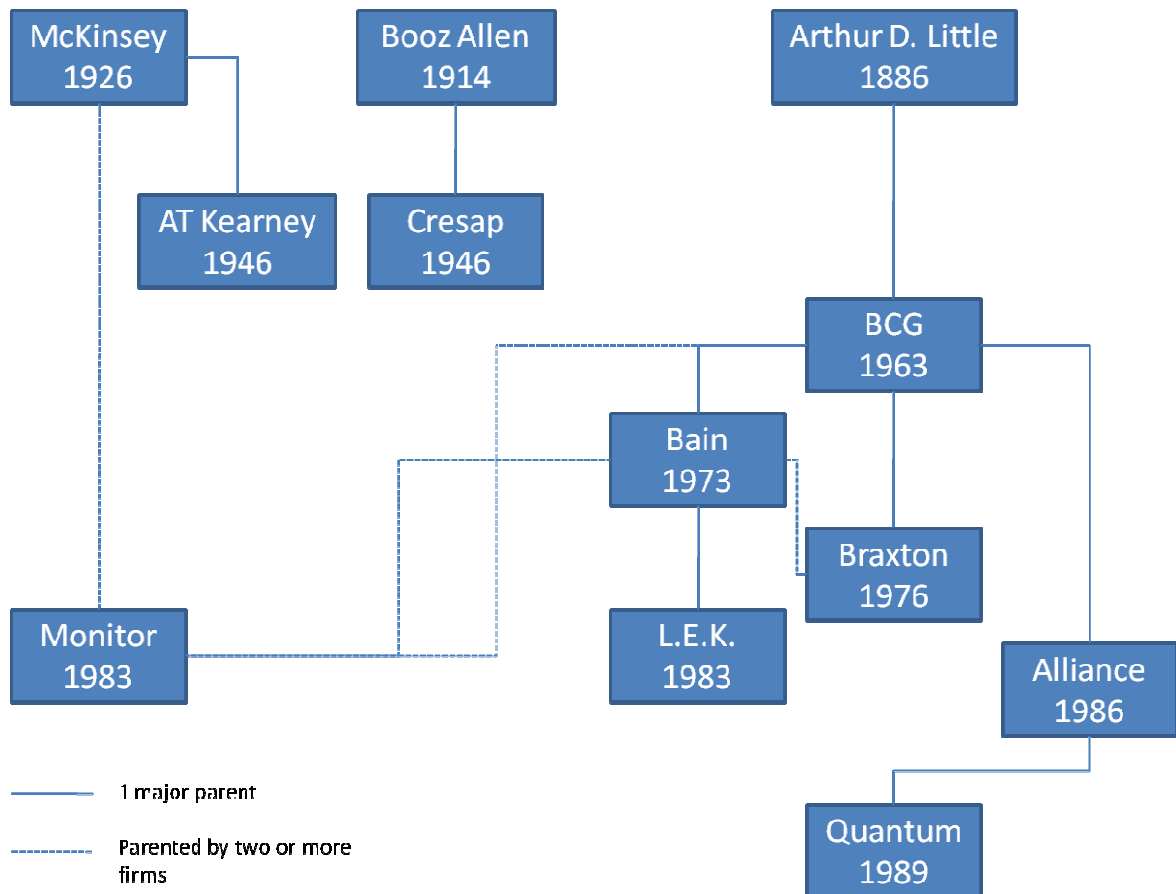 McKinsey
1926
Booz Allen
1914
Arthur D. Little
1886
AT Kearney
1946
Cresap
1946
BCG
1963
Bain
1973
Braxton
1976
Monitor
1983
L.E.K.
1983
Alliance
1986
Quantum
1989
1 major parent
Parented by two or more
firms